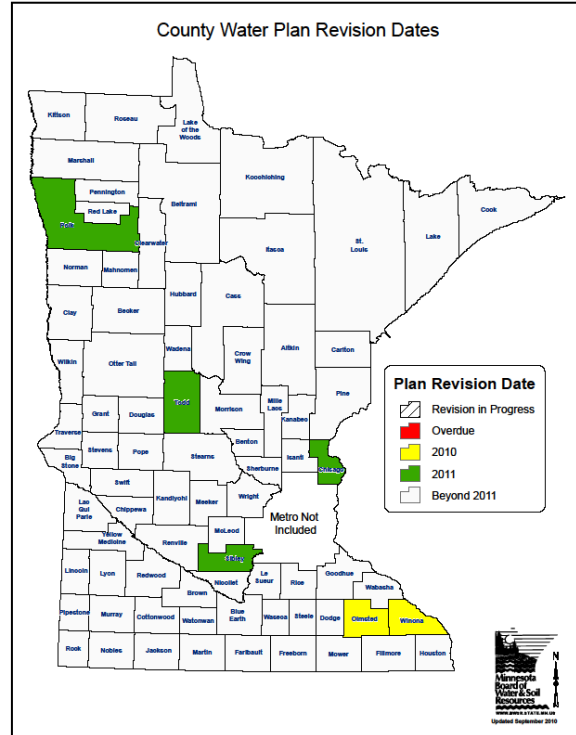 County Water Plan Revision Dates
Kittson
Roseau
Lake
of the
Woods
Marshall
Koochiching
Pennington
Red Lake
Polk
Beltrami
Clearwater
Cook
Lake
St.
Louis
Itasca
Norman
Mahnomen
Hubbard
Cass
Clay
Becker
Wadena
Crow
Wing
Aitkin
Carlton
Wilkin
Otter Tail
Pine
Todd
Morrison
Mille
Lacs
Kanabec
Grant
Douglas
Traverse
Big
Stone
Stevens
Pope
Stearns
Benton
Sherburne
Isanti
Chisago
Swift
Kandiyohi
Meeker
Wright
Lac
Qui
Parle
Chippewa
Yellow
Medicine
Renville
McLeod
Metro Not
Included
Sibley
Lincoln
Lyon
Redwood
Brown
Nicollet
Le
Sueur
Rice
Goodhue
Wabasha
Pipestone
Murray
Cottonwood
Watonwan
Blue
Earth
Waseca
Steele
Dodge
Olmsted
Winona
Rock
Nobles
Jackson
Martin
Faribault
Freeborn
Mower
Fillmore
Houston
Plan Revision Date
Revision in Progress
Overdue
2010
2011
Beyond 2011
Minnesota
Board of
Water & Soil
Resources
WWW.BWSR.STATE.MN.US
Updated September 2010
N